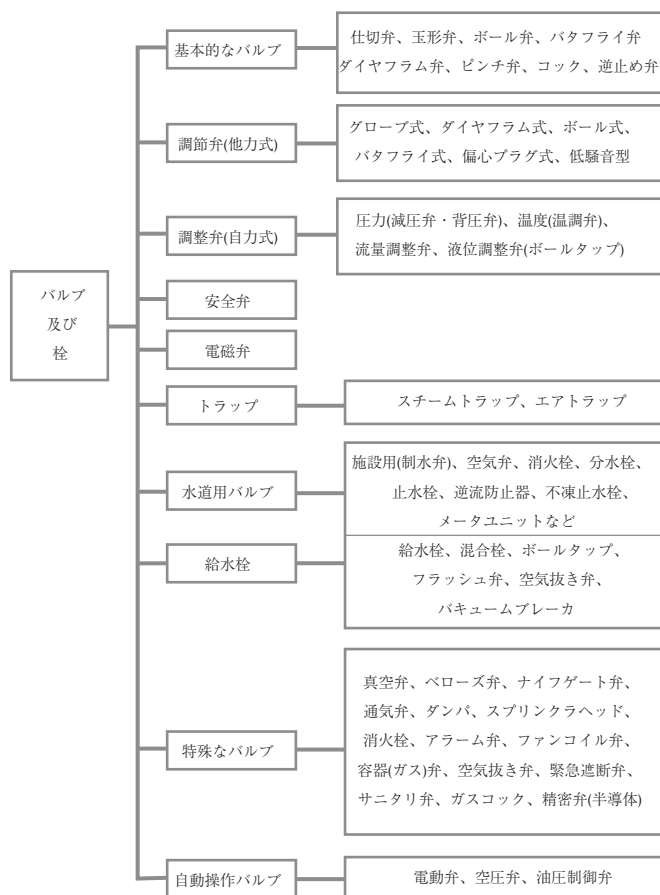 バルブ
及び
栓
基本的なバルブ
仕切弁、玉形弁、ボール弁、バタフライ弁
ダイヤフラム弁、ピンチ弁、コック、逆止め弁
調節弁(他力式)
グローブ式、ダイヤフラム式、ボール式、
バタフライ式、偏心プラグ式、低騒音型
調整弁(自力式)
圧力(減圧弁・背圧弁)、温度(温調弁)、
流量調整弁、液位調整弁(ボールタップ)
安全弁
電磁弁
トラップ
スチームトラップ、エアトラップ
水道用バルブ
施設用(制水弁)、空気弁、消火栓、分水栓、
止水栓、逆流防止器、不凍止水栓、
メータユニットなど
給水栓
給水栓、混合栓、ボールタップ、
フラッシュ弁、空気抜き弁、
バキュームブレーカ
特殊なバルブ
真空弁、ベローズ弁、ナイフゲート弁、
通気弁、ダンパ、スプリンクラヘッド、
消火栓、アラーム弁、ファンコイル弁、
容器(ガス)弁、空気抜き弁、緊急遮断弁、
サニタリ弁、ガスコック、精密弁(半導体)
自動操作バルブ
電動弁、空圧弁、油圧制御弁